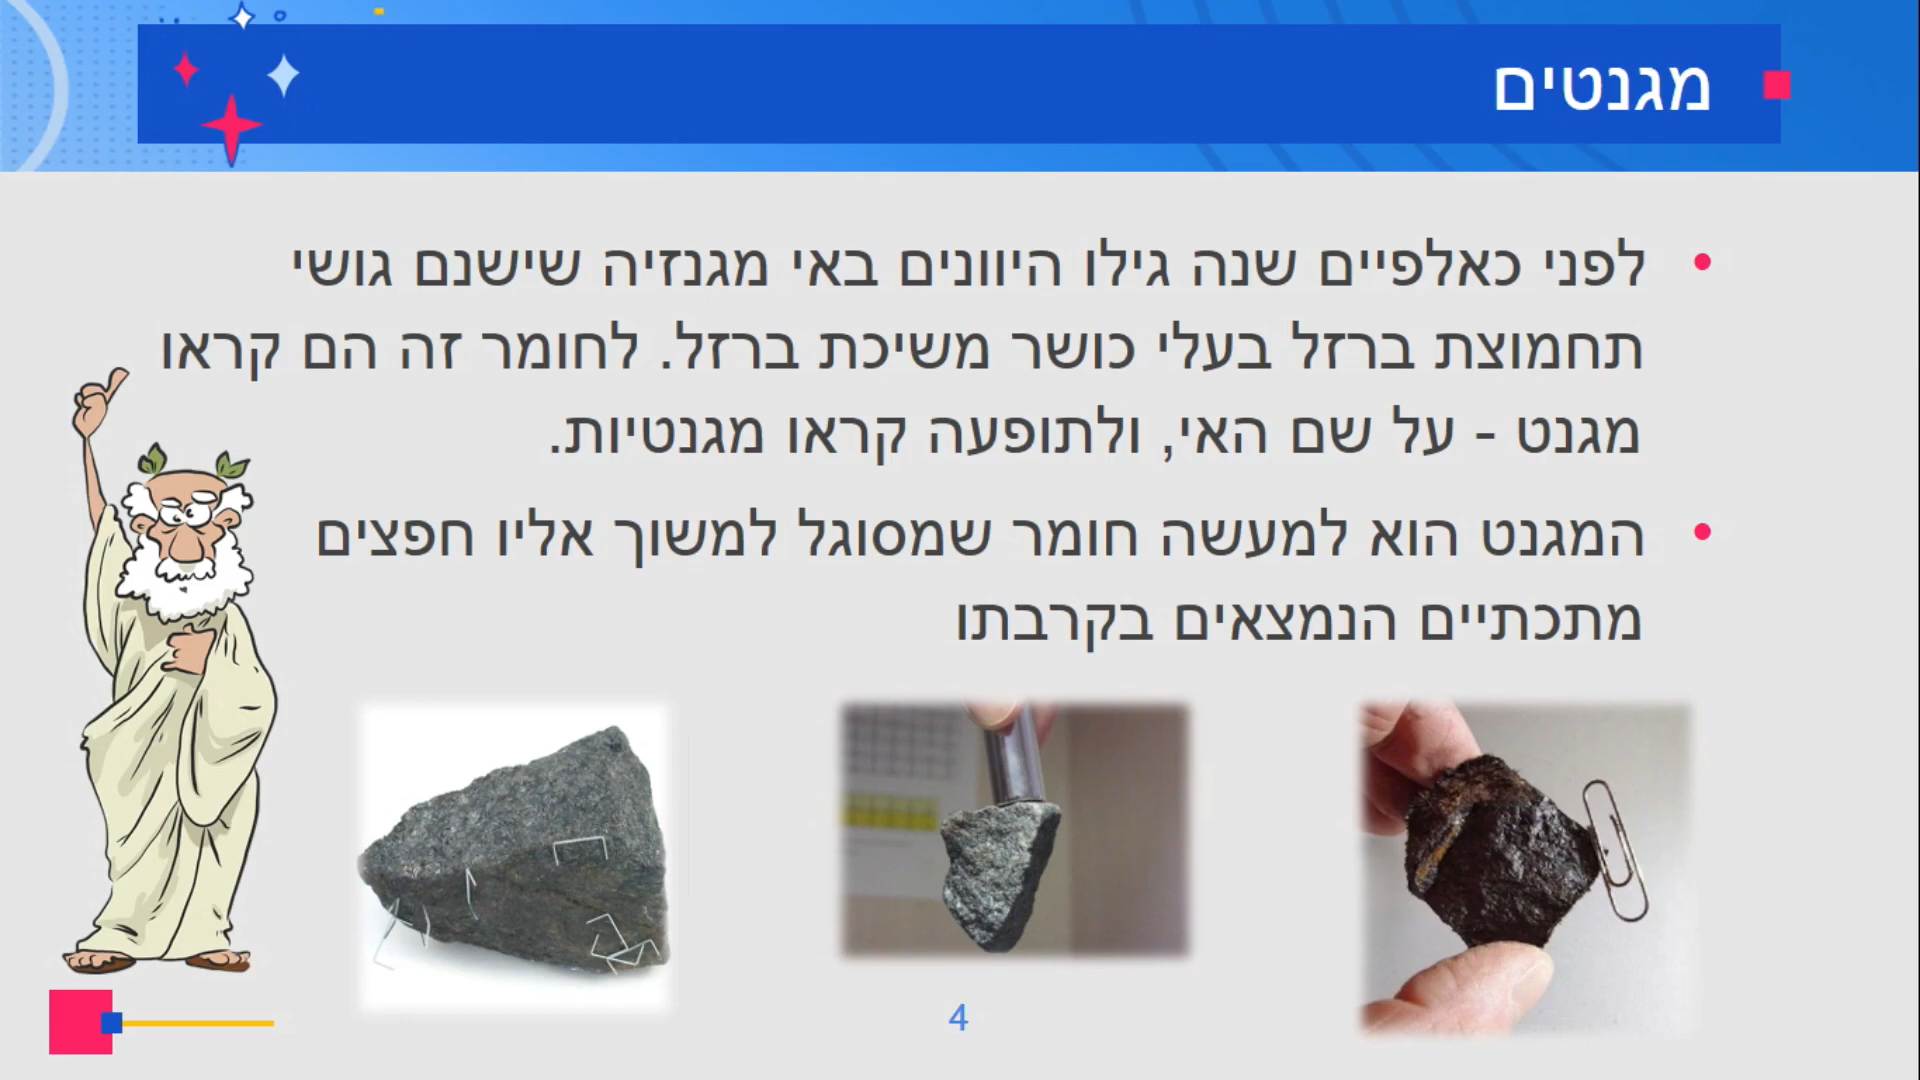 מגנטים
לפני כאלפיים שנה גילו היוונים באי מגנזיה שישנם גושי
תחמוצת ברזל בעלי כושר משיכת ברזל. לחומר זה הם קראו
מגנט - על שם האי, ולתופעה קראו מגנטיות.
המגנט הוא למעשה חומר שמסוגל למשוך אליו חפצים
מתכתיים הנמצאים בקרבתו
4